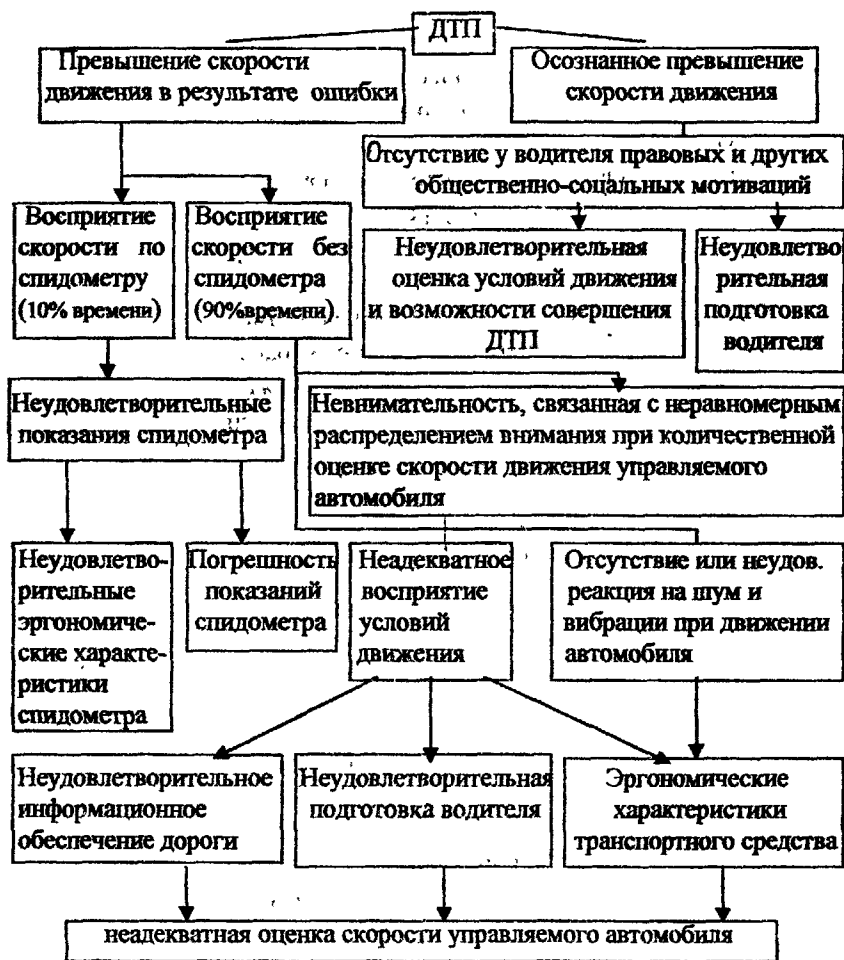 ДТП
Превышение скорости
движения в результате ошибки
Осознанное превышение
скорости движения
Отсутствие у водителя правовых и других
общественно-соцальных мотиваций
Восприятие
скорости по
спидометру
(10% времени)
Восприятие
скорости без
спидометра
(90%времени).
Неудовлетворительная
оценка условий движения
и возможности совершения
ДТП
Неудовлетво
рительная
подготовка
водителя
Неудовлетворительные
показания спидометра
Невнимательность, связанная с неравномерным
распределением внимания при количественной
оценке скорости движения управляемого
автомобиля
Неудовлетво-
рительные
эргономиче-
ские характе-
ристики
спидометра
Погрешность
показаний
спидометра
Неадекватное
восприятие
условий
движения
Отсутствие или неудов.
реакция на шум и
вибрации при движении
автомобиля
Неудовлетворительное
информационное
обеспечение дороги
Неудовлетворительная
подготовка водителя
Эргономические
характеристики
транспортного средства
неадекватная оценка скорости управляемого автомобиля